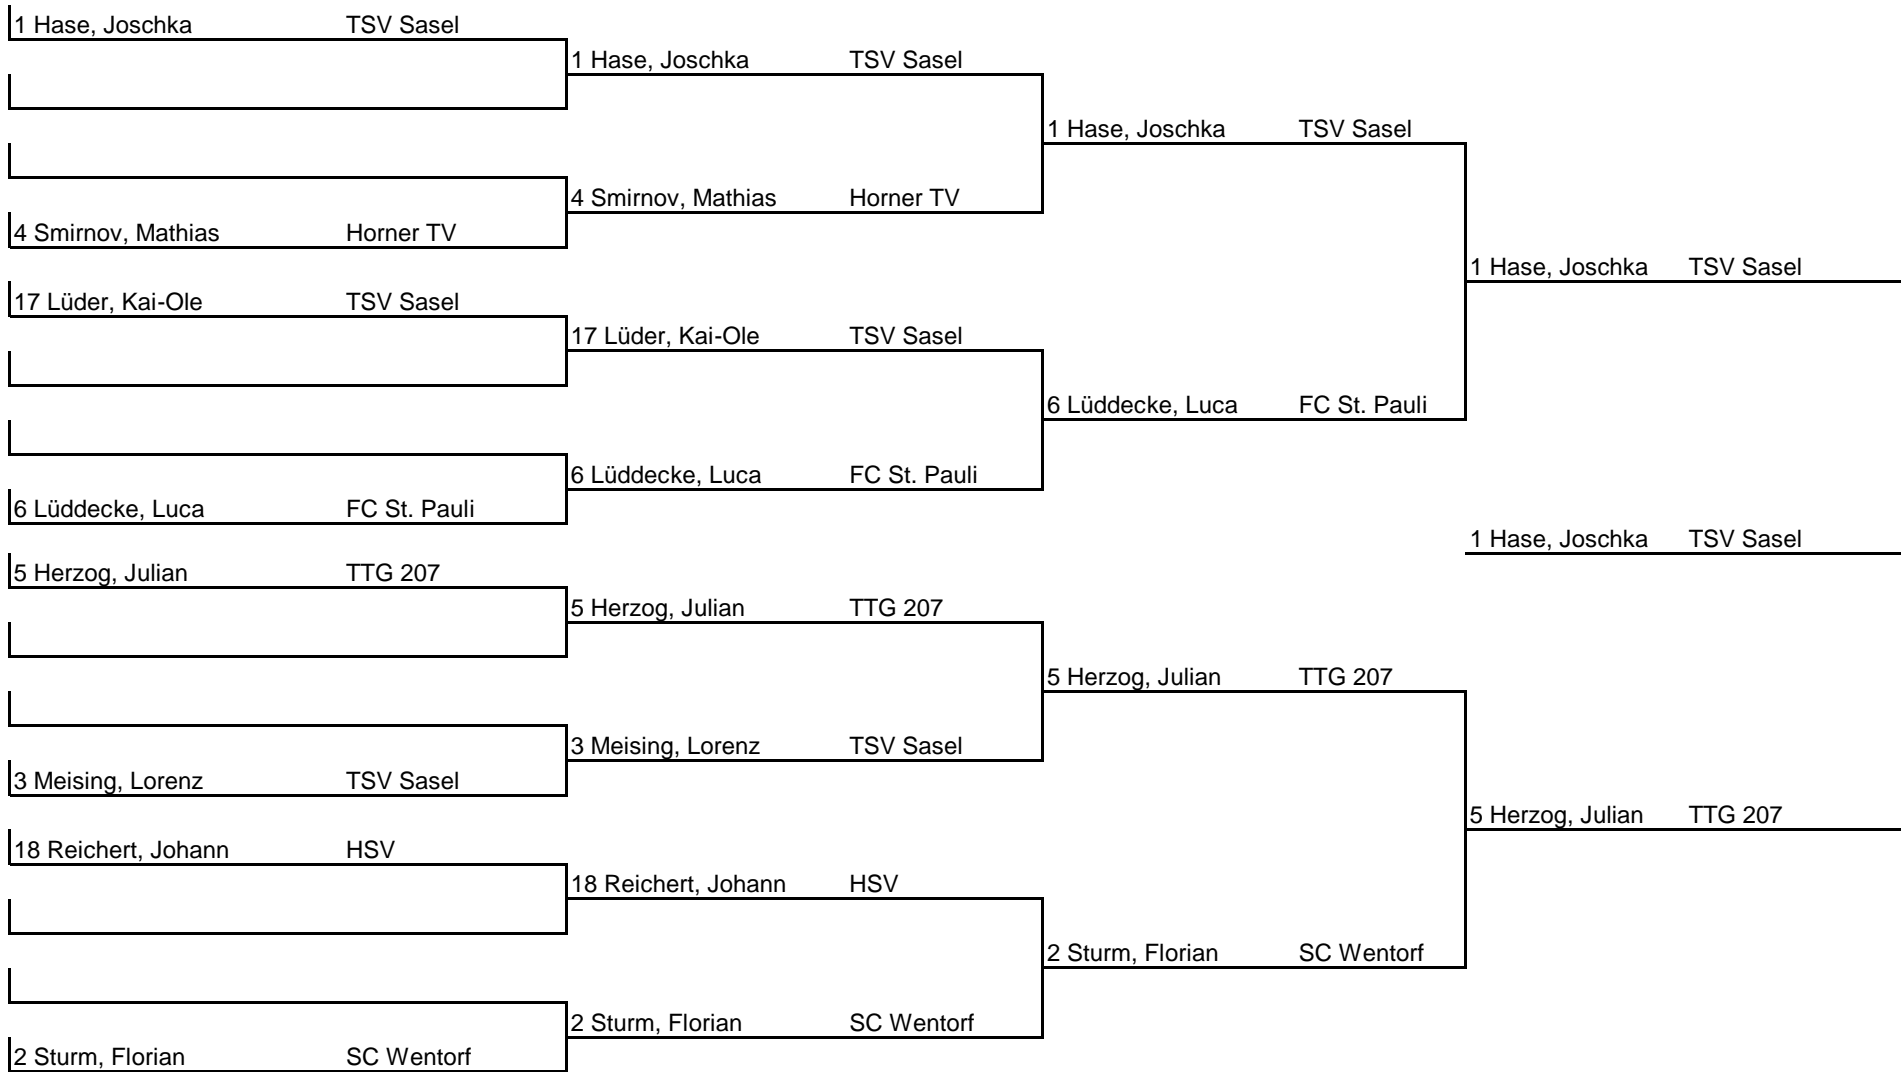 1 Hase, Joschka TSV Sasel
1 Hase, Joschka TSV Sasel
1 Hase, Joschka TSV Sasel
4 Smirnov, Mathias Horner TV
4 Smirnov, Mathias Horner TV
1 Hase, Joschka TSV Sasel
17 Lüder, Kai-Ole TSV Sasel
17 Lüder, Kai-Ole TSV Sasel
6 Lüddecke, Luca FC St. Pauli
6 Lüddecke, Luca FC St. Pauli
6 Lüddecke, Luca FC St. Pauli
1 Hase, Joschka TSV Sasel
5 Herzog, Julian TTG 207
5 Herzog, Julian TTG 207
5 Herzog, Julian TTG 207
3 Meising, Lorenz TSV Sasel
3 Meising, Lorenz TSV Sasel
5 Herzog, Julian TTG 207
18 Reichert, Johann HSV
18 Reichert, Johann HSV
2 Sturm, Florian SC Wentorf
2 Sturm, Florian SC Wentorf
2 Sturm, Florian SC Wentorf